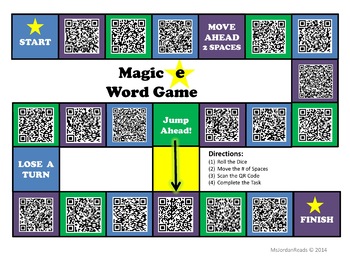 START
MOVE
AHEAD
2 SPACES
Magic e
Word Game
Jump
Ahead!
LOSE A
TURN
Directions:
(1) Roll the Dice
(2) Move the # of Spaces
(3) Scan the QR Code
(4) Complete the Task
FINISH
MsJordanReads © 2014